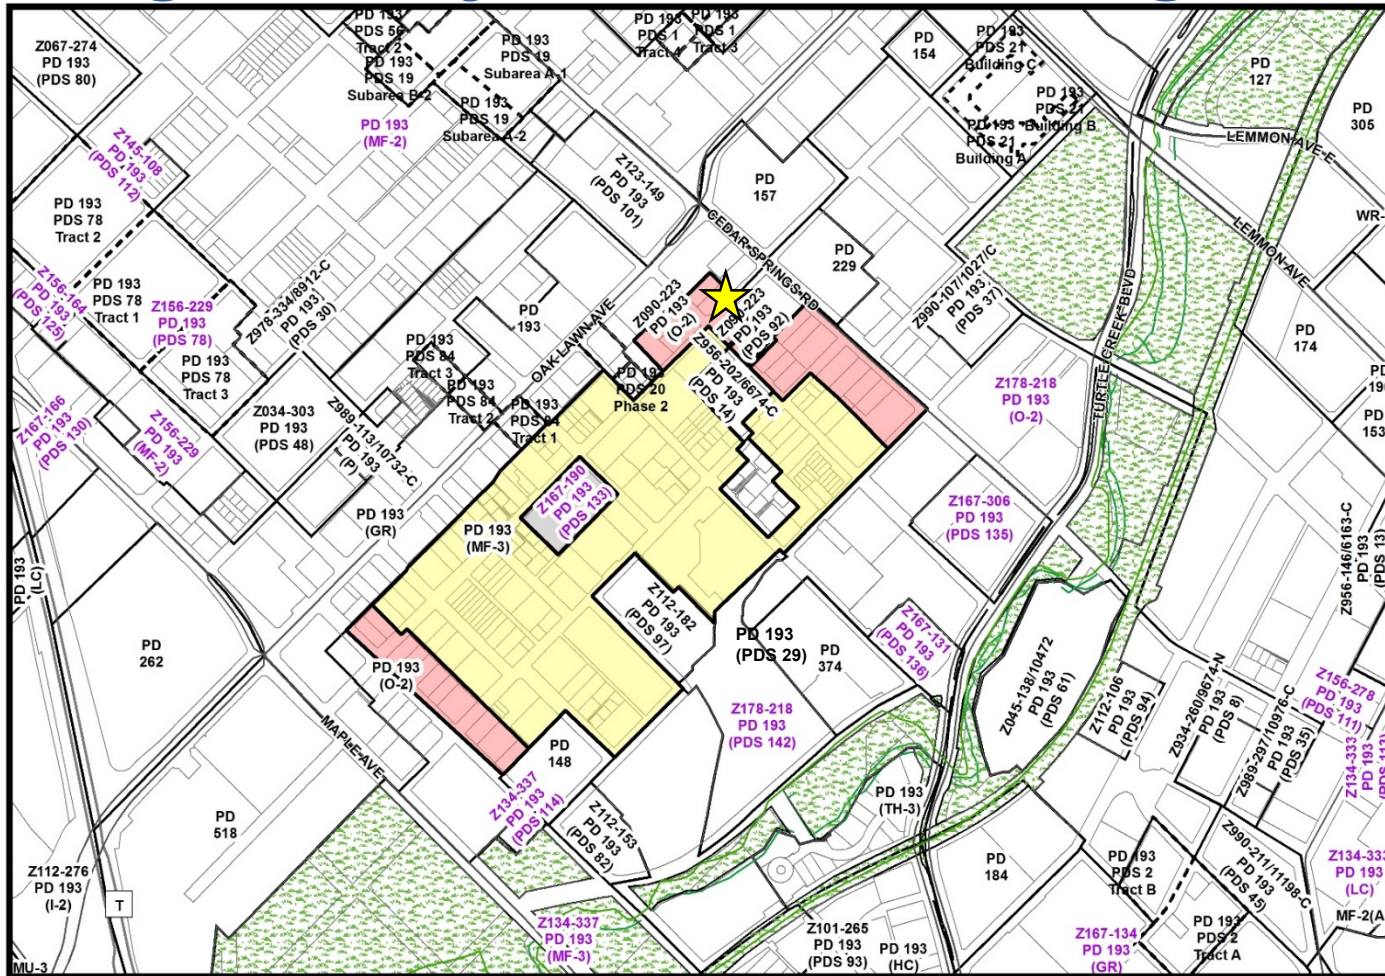 Z067-274
PD 193
(PDS 80)
PD 193
PDS 56
Tract 2
PD 193
PDS 19
Subarea B-2
PD 193
PDS 19
Subarea A-1
PD 193
PDS 19
Subarea A-2
PD 193
PDS 1
Tract 4
PD 193
PDS 1
Tract 3
PD
154
PD 193
PDS 21
Building C
PD 193
PDS 21
Building B
PD 193
PDS 21
Building A
PD
127
PD
305
LEMMON AVE E
LEMMON AVE
WR-
Z145-108
PD 193
(PDS 112)
PD 193
(MF-2)
Z123-149
PD 193
(PDS 101)
PD
157
CEDAR SPRINGS RD
PD
229
PD 193
PDS 78
Tract 2
Z156-164
PD 193
(PDS 125)
PD 193
PDS 78
Tract 1
Z156-229
PD 193
(PDS 78)
PD 193
PDS 78
Tract 3
Z978-334/8912-C
PD 193
(PDS 30)
PD
193
OAK LAWN AVE
Z090-223
PD 193
(O-2)
Z090-223
PD 193
(PDS 92)
Z956-202/6674-C
PD 193
(PDS 14)
Z990-107/1027/C
PD 193
(PDS 37)
TURTLE CREEK BLVD
PD
174
PD 193
PDS 84
Tract 3
PD 193
PDS 84
Tract 2
PD 193
PDS 84
Tract 1
PD 193
PDS 20
Phase 2
Z178-218
PD 193
(O-2)
PD
153
Z167-166
PD 193
(PDS 130)
Z156-229
PD 193
(MF-2)
Z034-303
PD 193
(PDS 48)
Z989-113/10732-C
PD 193
(P)
PD 193
(GR)
PD 193
(MF-3)
Z167-190
PD 193
(PDS 133)
Z167-306
PD 193
(PDS 135)
Z956-146/6163-C
PD 193
(PDS 13)
PD 193
(LC)
PD
262
Z112-182
PD 193
(PDS 97)
PD 193
(PDS 29)
PD
374
Z167-131
PD 193
(PDS 136)
Z045-138/10472
PD 193
(PDS 61)
PD 193
(O-2)
Z112-106
PD 193
(PDS 94)
Z934-260/9674-N
PD 193
(PDS 8)
Z989-297/10976-C
PD 193
(PDS 35)
Z156-278
PD 193
(PDS 111)
Z134-333
PD 193
MAPLE AVE
PD
148
Z178-218
PD 193
(PDS 142)
Z134-337
PD 193
(PDS 114)
Z112-153
PD 193
(PDS 82)
PD 193
(TH-3)
PD
518
PD
184
PD 193
PDS 2
Tract B
Z990-211/11198-C
PD 193
(PDS 45)
Z134-333
PD 193
(LC)
Z112-276
PD 193
(I-2)
T
MU-3
Z134-337
PD 193
(MF-3)
Z101-265
PD 193
(PDS 93)
PD 193
(HC)
Z167-134
PD 193
(GR)
PD 193
PDS 2
Tract A
MF-2(A